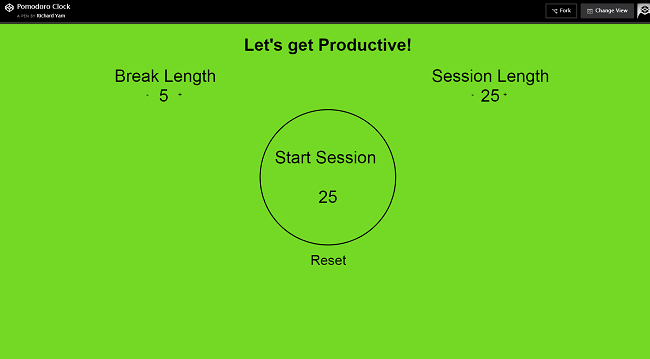 Pomodoro Clock
A PEN BY Richard Yam
Fork
Change View
Let's get Productive!
Break Length
- 5 +
Session Length
- 25 +
Start Session
25
Reset